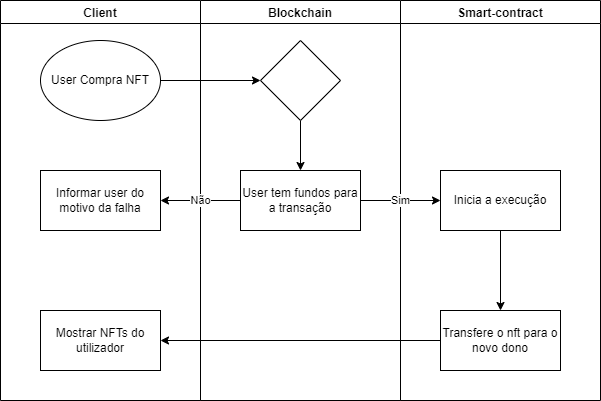 Client
Blockchain
Smart-contract
User Compra NFT
Informar user do
motivo da falha
Não
User tem fundos para
a transação
Sim
Inicia a execução
Mostrar NFTs do
utilizador
Transfere o nft para o
novo dono